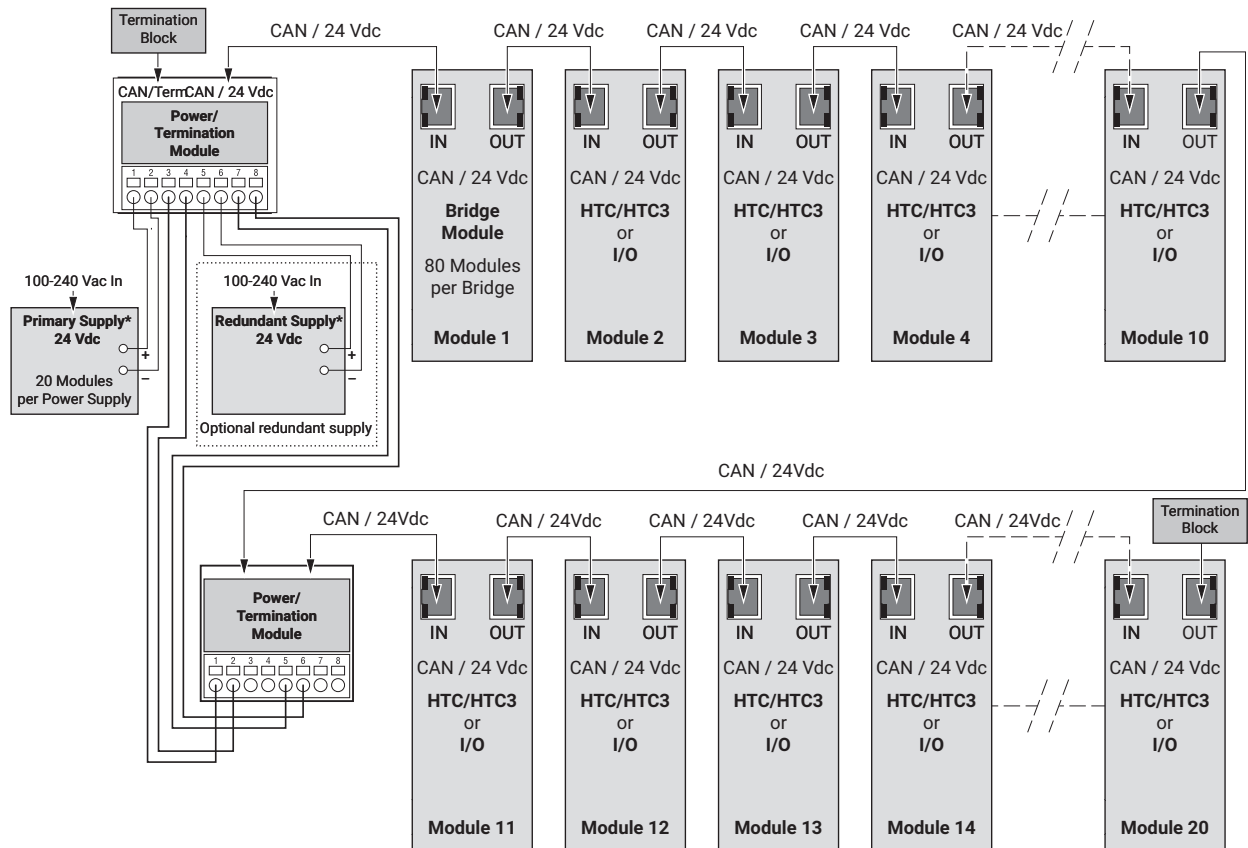 Termination
Block
CAN / 24 Vdc
CAN / 24 Vdc
CAN / 24 Vdc
CAN / 24 Vdc
CAN / 24 Vdc
CAN/Term
CAN / 24 Vdc
Power/
Termination
Module
1 2 3 4 5 6 7 8
IN OUT
CAN / 24 Vdc
Bridge
Module
80 Modules
per Bridge
Module 1
IN OUT
CAN / 24 Vdc
HTC/HTC3
or
I/O
Module 2
IN OUT
CAN / 24 Vdc
HTC/HTC3
or
I/O
Module 3
IN OUT
CAN / 24 Vdc
HTC/HTC3
or
I/O
Module 4
IN OUT
CAN / 24 Vdc
HTC/HTC3
or
I/O
Module 10
100-240 Vac In
Primary Supply*
24 Vdc
+
–
20 Modules
per Power Supply
100-240 Vac In
Redundant Supply*
24 Vdc
+
–
Optional redundant supply
CAN / 24Vdc
CAN / 24Vdc
CAN / 24Vdc
CAN / 24Vdc
CAN / 24Vdc
CAN / 24Vdc
Termination
Block
Power/
Termination
Module
1 2 3 4 5 6 7 8
IN OUT
CAN / 24 Vdc
HTC/HTC3
or
I/O
Module 11
IN OUT
CAN / 24 Vdc
HTC/HTC3
or
I/O
Module 12
IN OUT
CAN / 24 Vdc
HTC/HTC3
or
I/O
Module 13
IN OUT
CAN / 24 Vdc
HTC/HTC3
or
I/O
Module 14
IN OUT
CAN / 24 Vdc
HTC/HTC3
or
I/O
Module 20